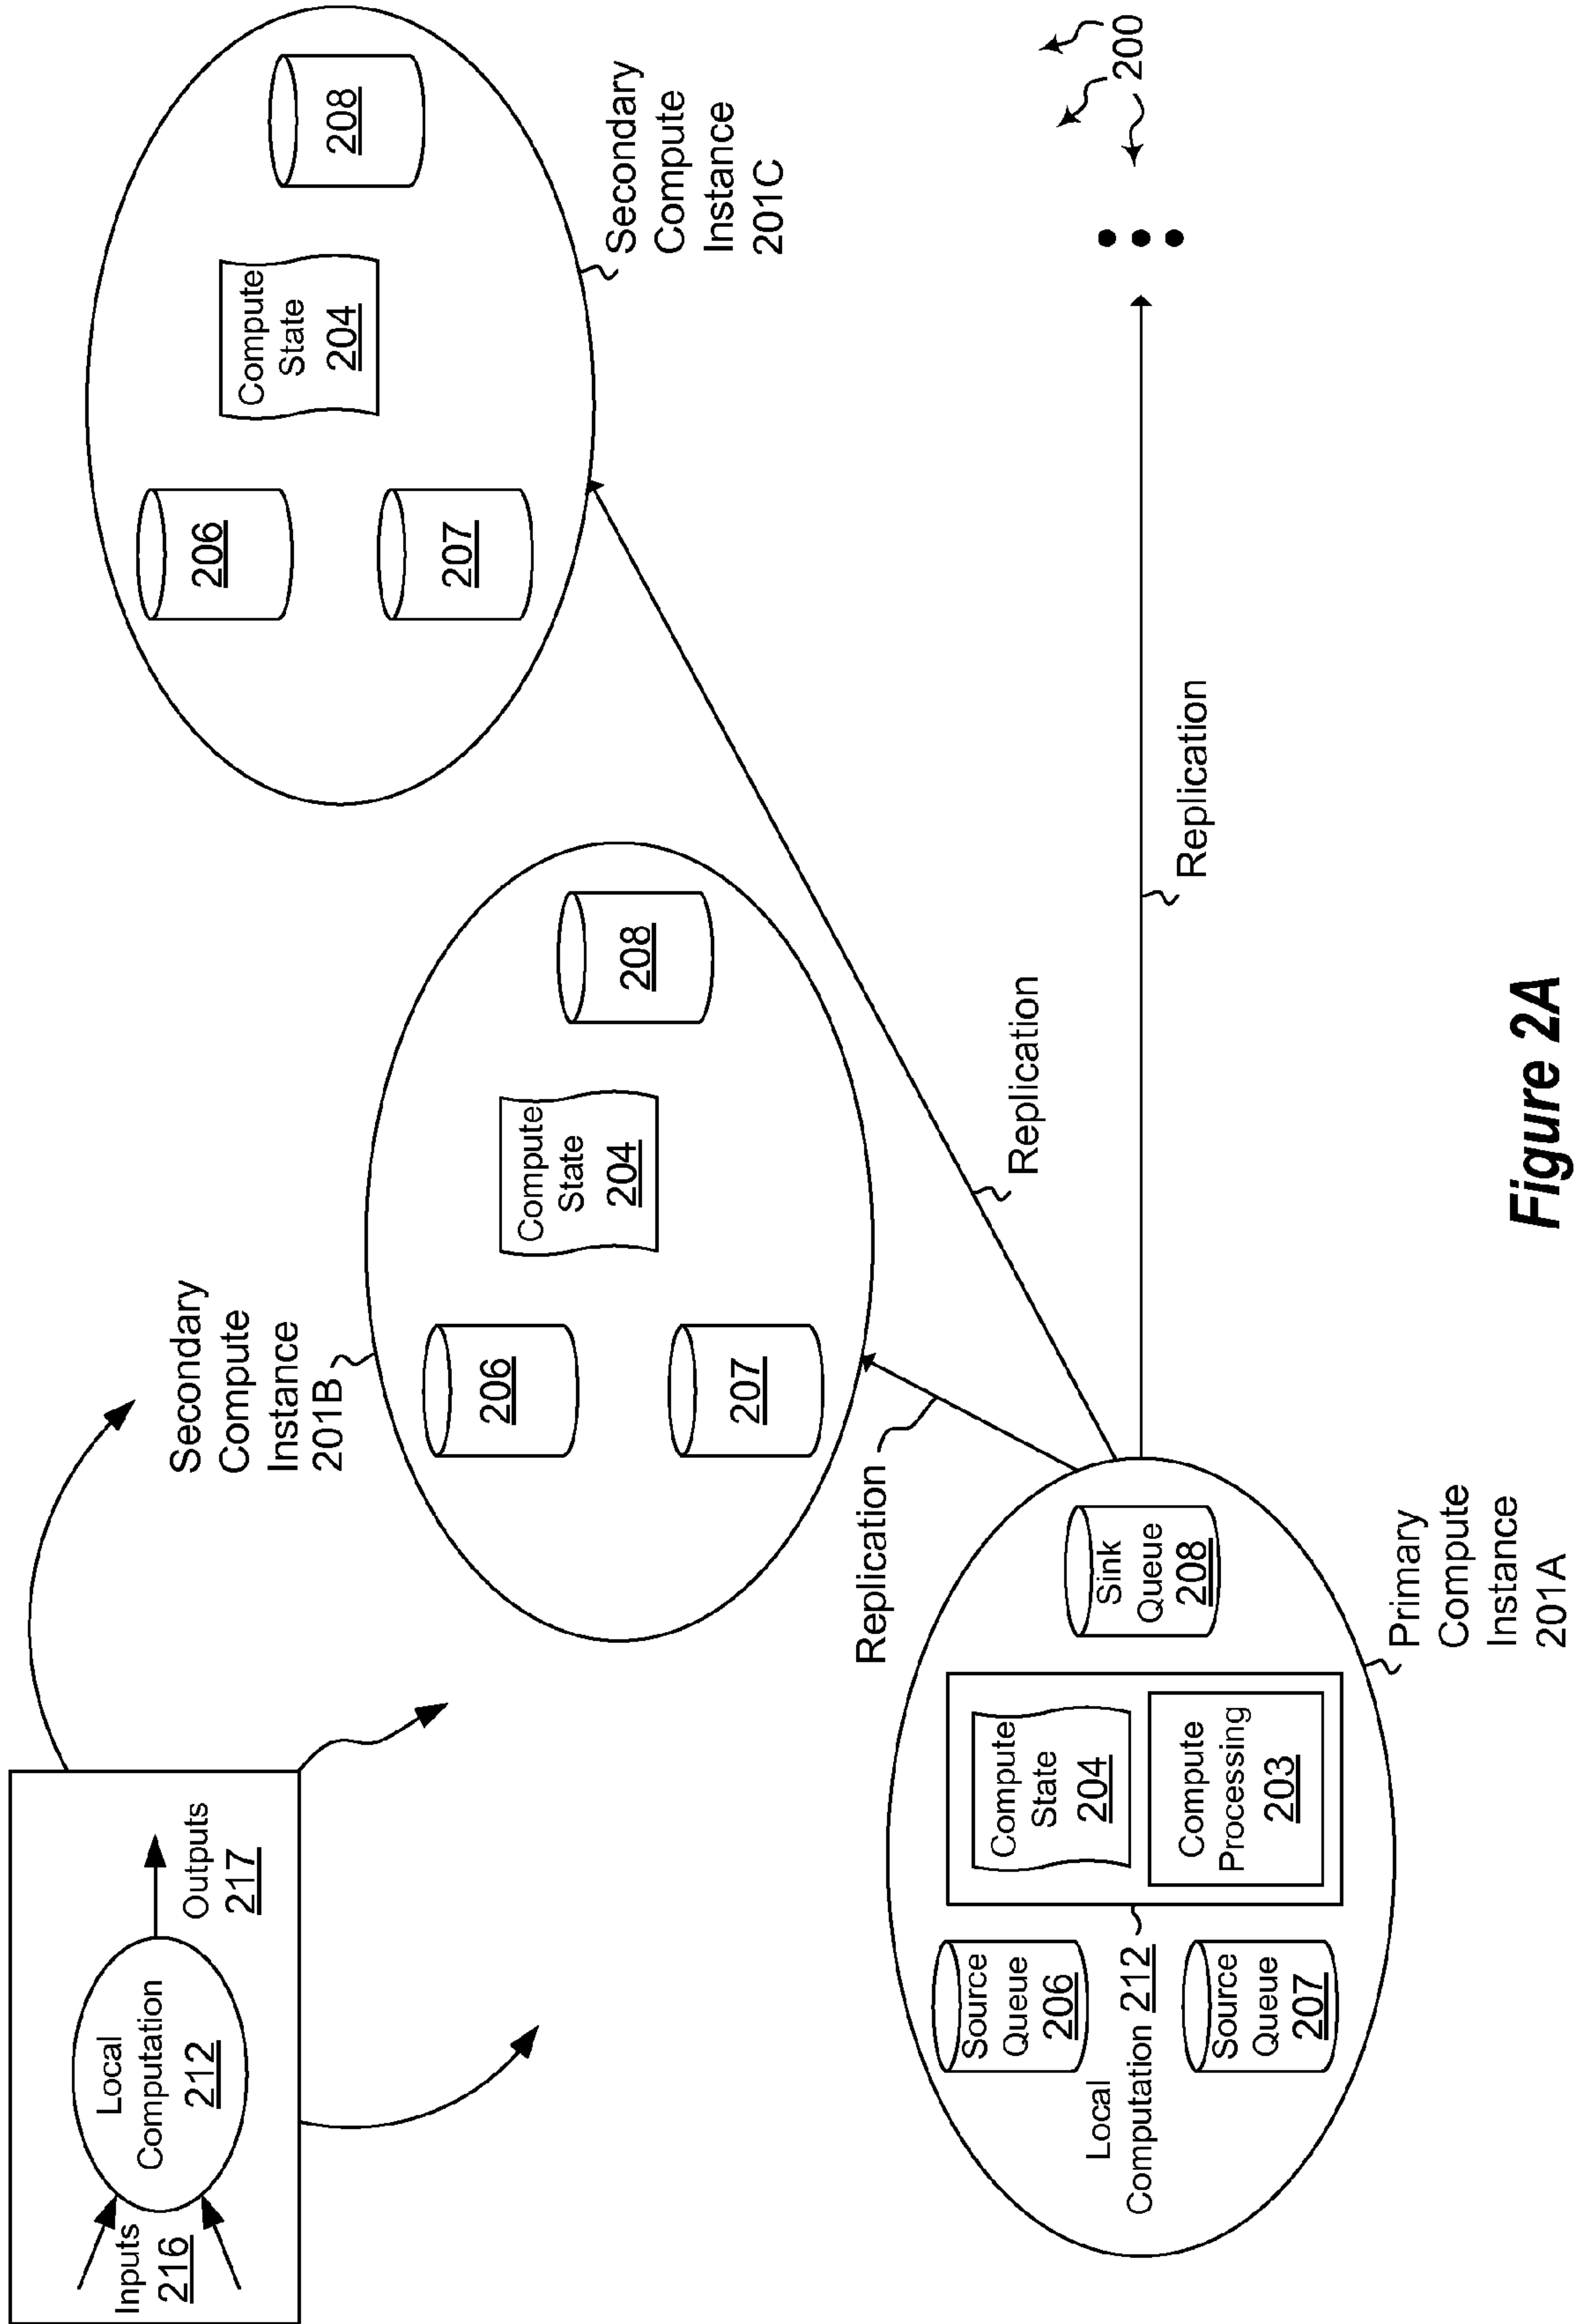 Inputs
216
Local
Computation
212
Outputs
217
Secondary
Compute
Instance
201B
206
207
Compute
State
204
208
206
207
Compute
State
204
208
Secondary
Compute
Instance
201C
Replication
Replication
Replication
Source
Queue
206
Local
Computation 212
Source
Queue
207
Compute
State
204
Compute
Processing
203
Sink
Queue
208
Primary
Compute
Instance
201A
200
Figure 2A